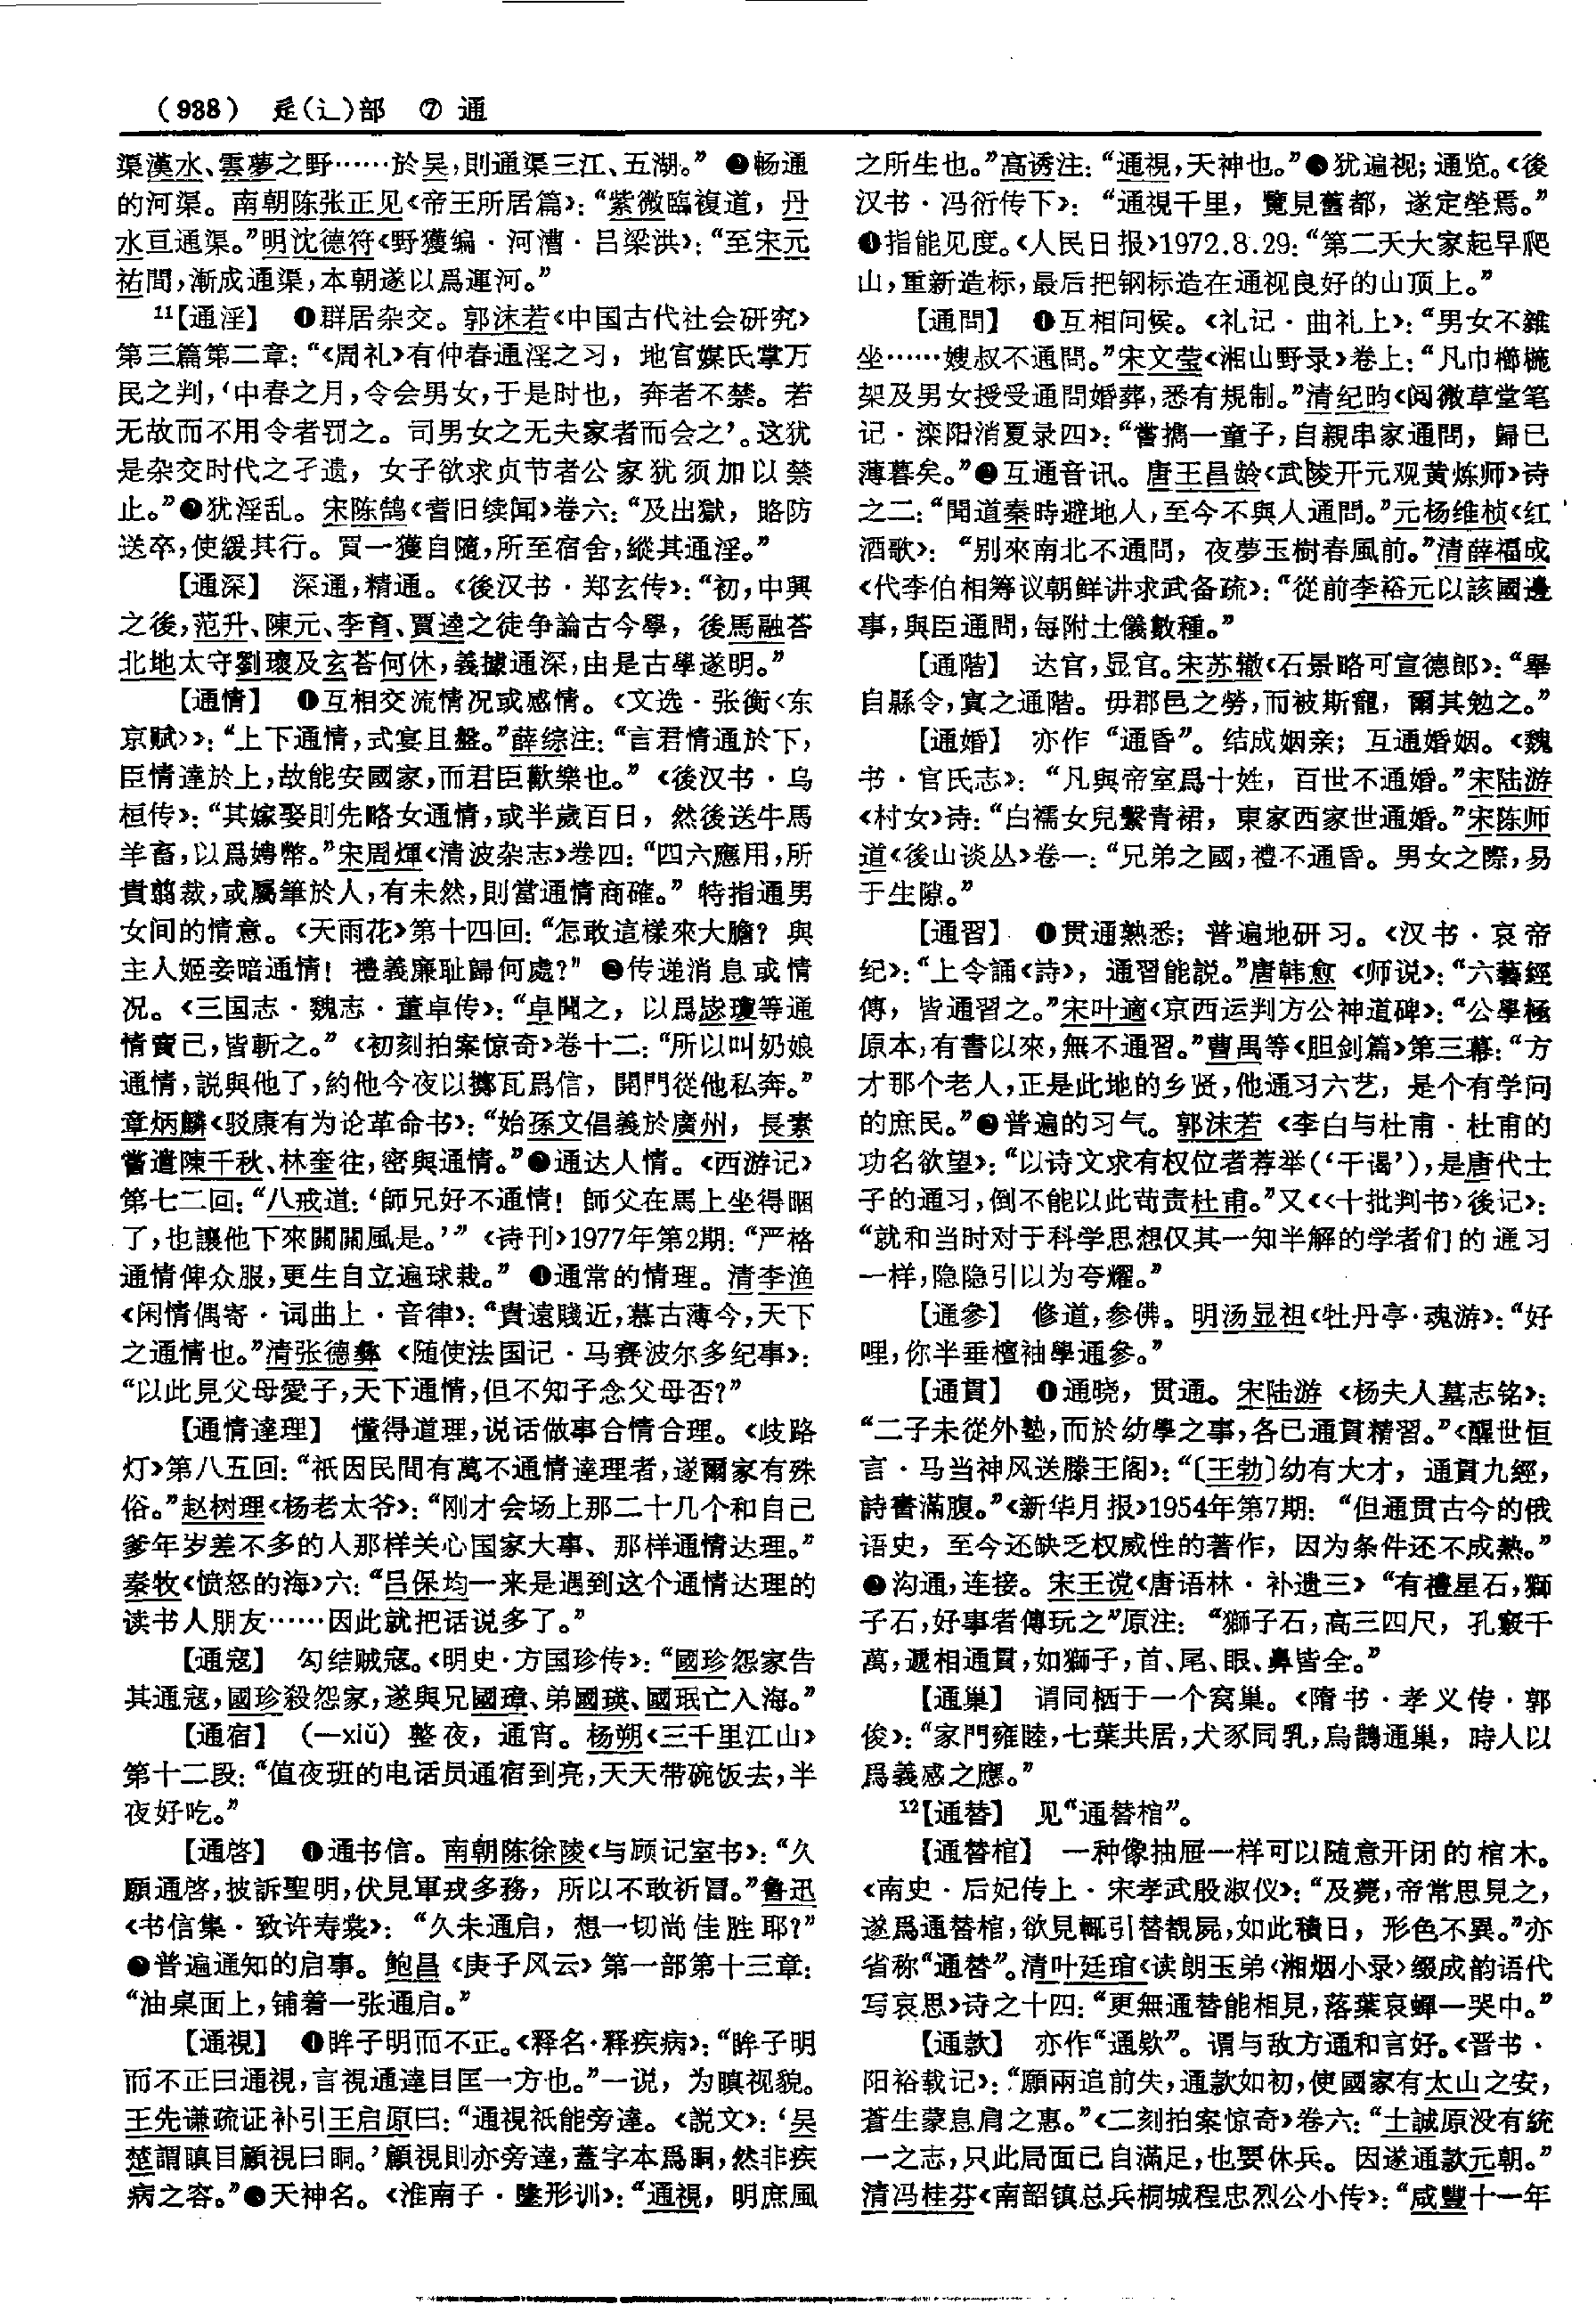 （938） 辵(辶)部 ⑦ 通
渠漢水、雲夢之野……於吴，則通渠三江、五湖。” ❷畅通
的河渠。南朝陈张正见《帝王所居篇》：“紫微臨複道，丹
水亘通渠。”明沈德符《野獲编·河漕·吕梁洪》：“至宋元
祐間，漸成通渠，本朝遂以爲運河。”
11【通淫】 ❶群居杂交。郭沫若《中国古代社会研究》
第三篇第二章：“《周礼》有仲春通淫之习，地官媒氏掌万
民之判，‘中春之月，令会男女，于是时也，奔者不禁。若
无故而不用令者罚之。司男女之无夫家者而会之’。这犹
是杂交时代之孑遗，女子欲求贞节者公家犹须加以禁
止。”❷犹淫乱。宋陈鹄《耆旧续闻》卷六：“及出獄，賂防
送卒，使緩其行。買一獲自隨，所至宿舍，縱其通淫。”
【通深】 深通，精通。《後汉书·郑玄传》：“初，中興
之後，范升、陳元、李育、賈逵之徒争論古今學，後馬融荅
北地太守劉瓌及玄荅何休，義據通深，由是古學遂明。”
【通情】 ❶互相交流情况或感情。《文选·张衡〈东
京赋〉》：“上下通情，式宴且盤。”薛综注：“言君情通於下，
臣情達於上，故能安國家，而君臣歡樂也。”《後汉书·乌
桓传》：“其嫁娶則先略女通情，或半歲百日，然後送牛馬
羊畜，以爲娉幣。”宋周煇《清波杂志》卷四：“四六應用，所
貴翦裁，或屬筆於人，有未然，則當通情商確。” 特指通男
女间的情意。《天雨花》第十四回：“怎敢這樣來大膽？與
主人姬妾暗通情！禮義廉耻歸何處？” ❷传递消息或情
况。《三国志·魏志·董卓传》：“卓聞之，以爲毖、瓊等通
情賣己，皆斬之。”《初刻拍案惊奇》卷十二：“所以叫奶娘
通情，説與他了，約他今夜以擲瓦爲信，開門從他私奔。”
章炳麟《驳康有为论革命书》：“始孫文倡義於廣州，長素
嘗遣陳千秋、林奎往，密與通情。”❸通达人情。《西游记》
第七二回：“八戒道：‘師兄好不通情！師父在馬上坐得睏
了，也讓他下來關關風是。’”《诗刊》1977年第2期：“严格
通情俾众服，更生自立遍球栽。” ❹通常的情理。清李渔
《闲情偶寄·词曲上·音律》：“貴遠賤近，慕古薄今，天下
之通情也。”清张德彝《随使法国记·马赛波尔多纪事》：
“以此見父母愛子，天下通情，但不知子念父母否？”
【通情達理】 懂得道理，说话做事合情合理。《歧路
灯》第八五回：“祇因民間有萬不通情達理者，遂爾家有殊
俗。”赵树理《杨老太爷》：“刚才会场上那二十几个和自己
爹年岁差不多的人那样关心国家大事、那样通情达理。”
秦牧《愤怒的海》六：“吕保均一来是遇到这个通情达理的
读书人朋友……因此就把话说多了。”
【通寇】 勾结贼寇。《明史·方国珍传》：“國珍怨家告
其通寇，國珍殺怨家，遂與兄國璋、弟國瑛、國珉亡入海。”
【通宿】 （—xiǔ） 整夜，通宵。杨朔《三千里江山》
第十二段：“值夜班的电话员通宿到亮，天天带碗饭去，半
夜好吃。”
【通啓】 ❶通书信。南朝陈徐陵《与顾记室书》：“久
願通啓，披訴聖明，伏見軍戎多務，所以不敢祈冒。”鲁迅
《书信集·致许寿裳》：“久未通启，想一切尚佳胜耶？”
❷普遍通知的启事。鲍昌《庚子风云》第一部第十三章：
“油桌面上，铺着一张通启。”
【通視】 ❶眸子明而不正。《释名·释疾病》：“眸子明
而不正曰通視，言視通達目匡一方也。”一说，为瞋视貌。
王先谦疏证补引王启原曰：“通視祇能旁達。《説文》：‘吴
楚謂瞋目顧視曰眮。’顧視則亦旁達，蓋字本爲眮，然非疾
病之容。”❷天神名。《淮南子·墬形训》：“通視，明庶風
之所生也。”高诱注：“通視，天神也。”❸犹遍视；通览。《後
汉书·冯衍传下》：“通視千里，覽見舊都，遂定塋焉。”
❹指能见度。《人民日报》1972.8.29：“第二天大家起早爬
山，重新造标，最后把钢标造在通视良好的山顶上。”
【通問】 ❶互相问候。《礼记·曲礼上》：“男女不雜
坐……嫂叔不通問。”宋文莹《湘山野录》卷上：“凡巾櫛椸
架及男女授受通問婚葬，悉有規制。”清纪昀《阅微草堂笔
记·滦阳消夏录四》：“嘗攜一童子，自親串家通問，歸已
薄暮矣。”❷互通音讯。唐王昌龄《武陵开元观黄炼师》诗
之二：“聞道秦時避地人，至今不與人通問。”元杨维桢《红
酒歌》：“别來南北不通問，夜夢玉樹春風前。”清薛福成
《代李伯相筹议朝鲜讲求武备疏》：“從前李裕元以該國邊
事，與臣通問，每附土儀數種。”
【通階】 达官，显官。宋苏辙《石景略可宣德郎》：“舉
自縣令，寘之通階。毋郡邑之勞，而被斯寵，爾其勉之。”
【通婚】 亦作“通昏”。结成姻亲；互通婚姻。《魏
书·官氏志》：“凡與帝室爲十姓，百世不通婚。”宋陆游
《村女》诗：“白襦女兒繫青裙，東家西家世通婚。”宋陈师
道《後山谈丛》卷一：“兄弟之國，禮不通昏。男女之際，易
于生隙。”
【通習】 ❶贯通熟悉；普遍地研习。《汉书·哀帝
纪》：“上令誦《詩》，通習能説。”唐韩愈《师说》：“六藝經
傳，皆通習之。”宋叶適《京西运判方公神道碑》：“公學極
原本，有書以來，無不通習。”曹禺等《胆剑篇》第三幕：“方
才那个老人，正是此地的乡贤，他通习六艺，是个有学问
的庶民。”❷普遍的习气。郭沫若《李白与杜甫·杜甫的
功名欲望》：“以诗文求有权位者荐举（‘干谒’），是唐代士
子的通习，倒不能以此苛责杜甫。”又《〈十批判书〉後记》：
“就和当时对于科学思想仅其一知半解的学者们的通习
一样，隐隐引以为夸耀。”
【通參】 修道，参佛。明汤显祖《牡丹亭·魂游》：“好
哩，你半垂檀袖學通參。”
【通貫】 ❶通晓，贯通。宋陆游《杨夫人墓志铭》：
“二子未從外塾，而於幼學之事，各已通貫精習。”《醒世恒
言·马当神风送滕王阁》：“〔王勃〕幼有大才，通貫九經，
詩書滿腹。”《新华月报》1954年第7期：“但通贯古今的俄
语史，至今还缺乏权威性的著作，因为条件还不成熟。”
❷沟通，连接。宋王谠《唐语林·补遗三》“有禮星石，獅
子石，好事者傳玩之”原注：“獅子石，高三四尺，孔竅千
萬，遞相通貫，如獅子，首、尾、眼、鼻皆全。”
【通巢】 谓同栖于一个窝巢。《隋书·孝义传·郭
俊》：“家門雍睦，七葉共居，犬豕同乳，烏鵲通巢，時人以
爲義感之應。”
12【通替】 见“通替棺”。
【通替棺】 一种像抽屉一样可以随意开闭的棺木。
《南史·后妃传上·宋孝武殷淑仪》：“及薨，帝常思見之，
遂爲通替棺，欲見輒引替覩屍，如此積日，形色不異。”亦
省称“通替”。清叶廷琯《读朗玉弟〈湘烟小录〉缀成韵语代
写哀思》诗之十四：“更無通替能相見，落葉哀蟬一哭中。”
【通款】 亦作“通欵”。谓与敌方通和言好。《晋书·
阳裕载记》：“願兩追前失，通款如初，使國家有太山之安，
蒼生蒙息肩之惠。”《二刻拍案惊奇》卷六：“士誠原没有統
一之志，只此局面已自滿足，也要休兵。因遂通款元朝。”
清冯桂芬《南韶镇总兵桐城程忠烈公小传》：“咸豐十一年